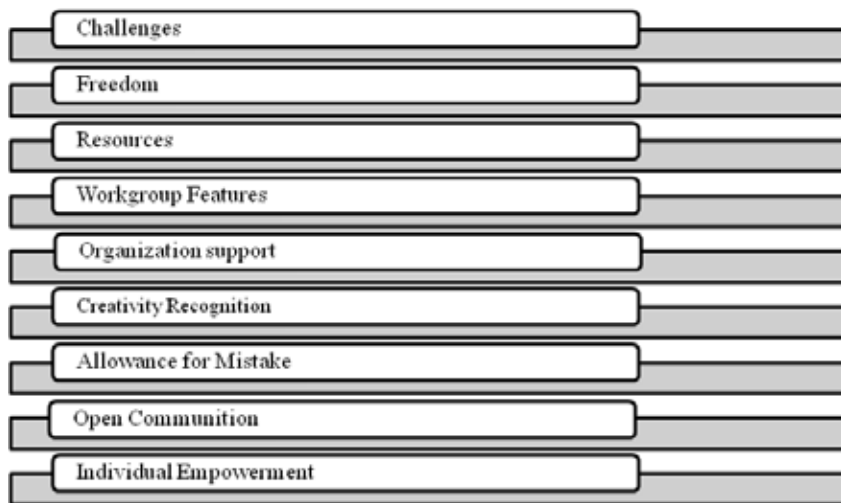 Challenges
Freedom
Resources
Workgroup Features
Organization support
Creativity Recognition
Allowance for Mistake
Open Communition
Individual Empowerment